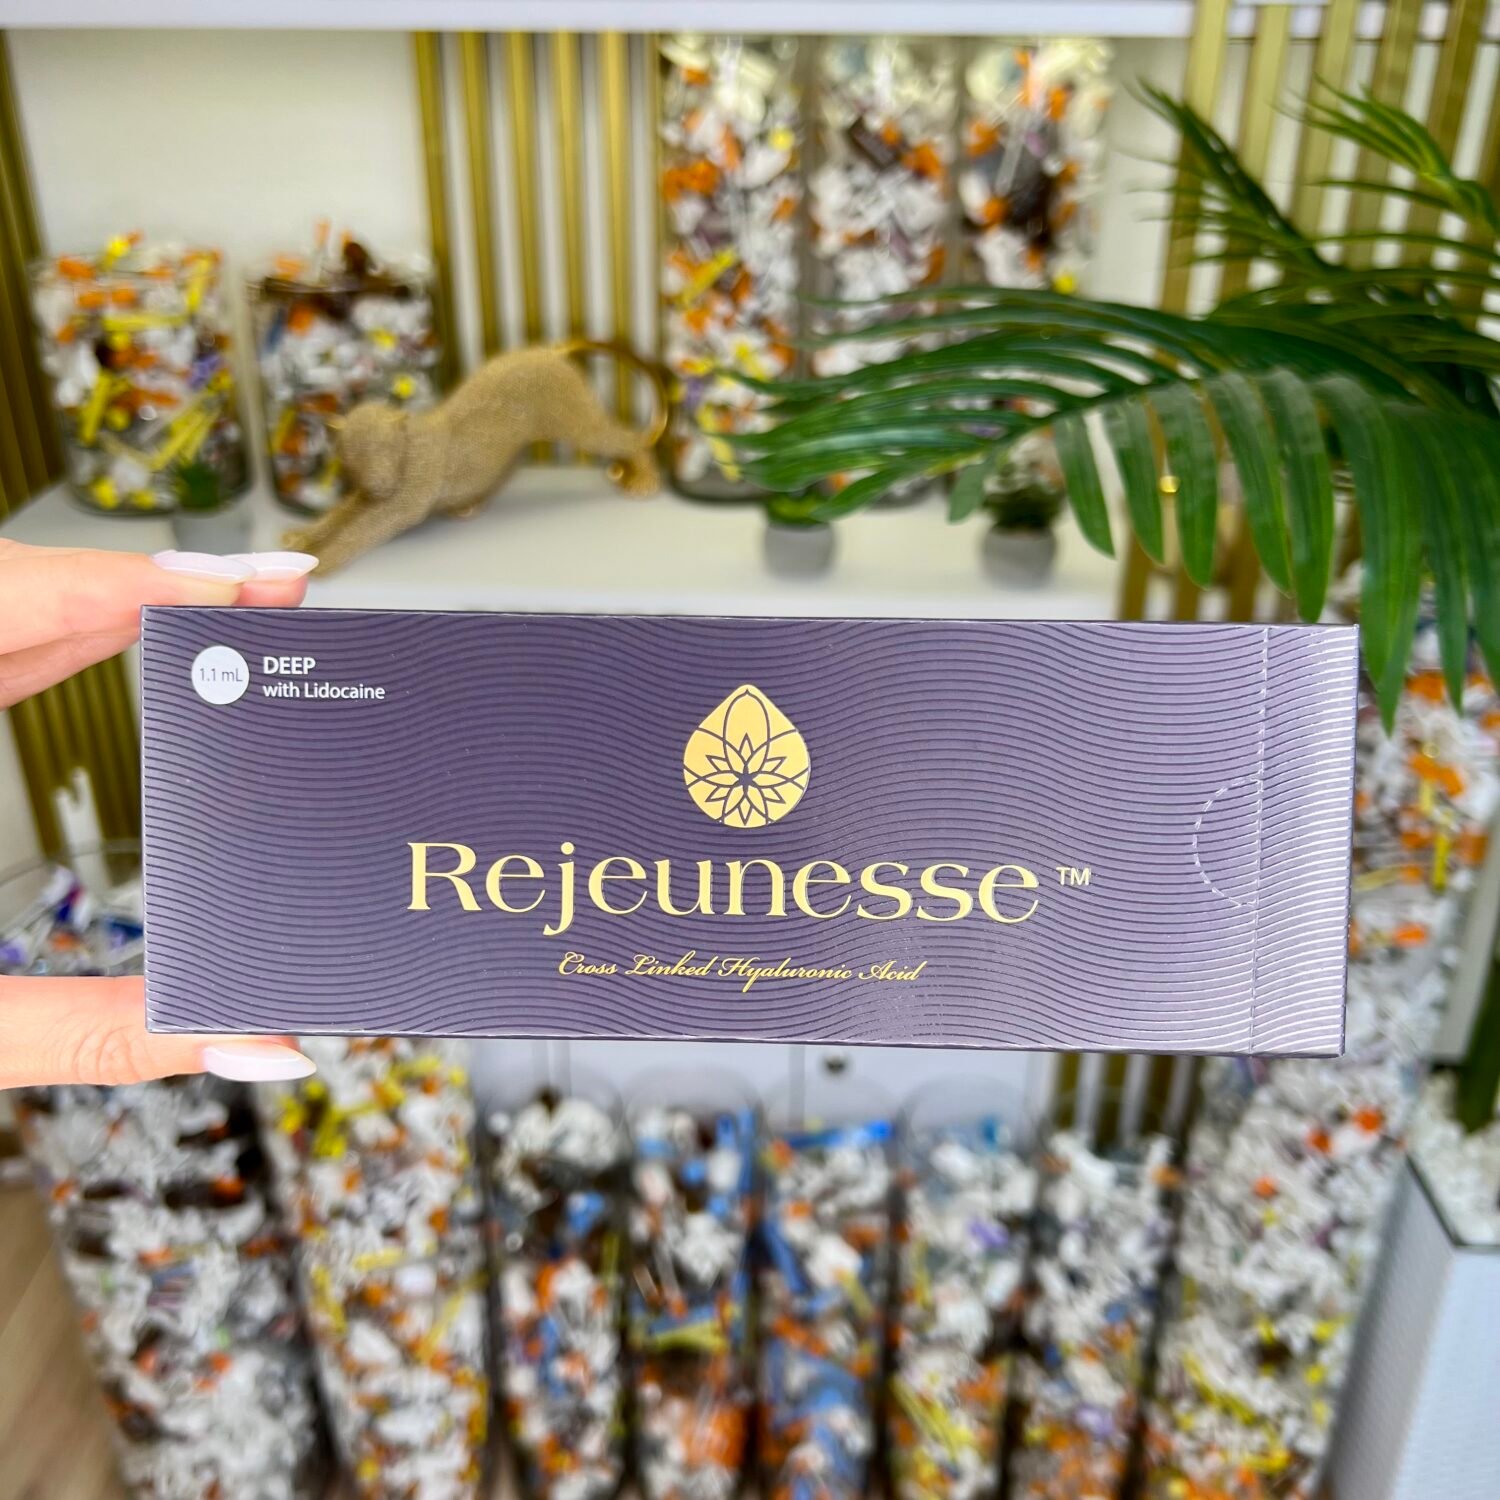 1.1 mL
DEEP
with Lidocaine
Rejeunesse™
Cross Linked Hyaluronic Acid